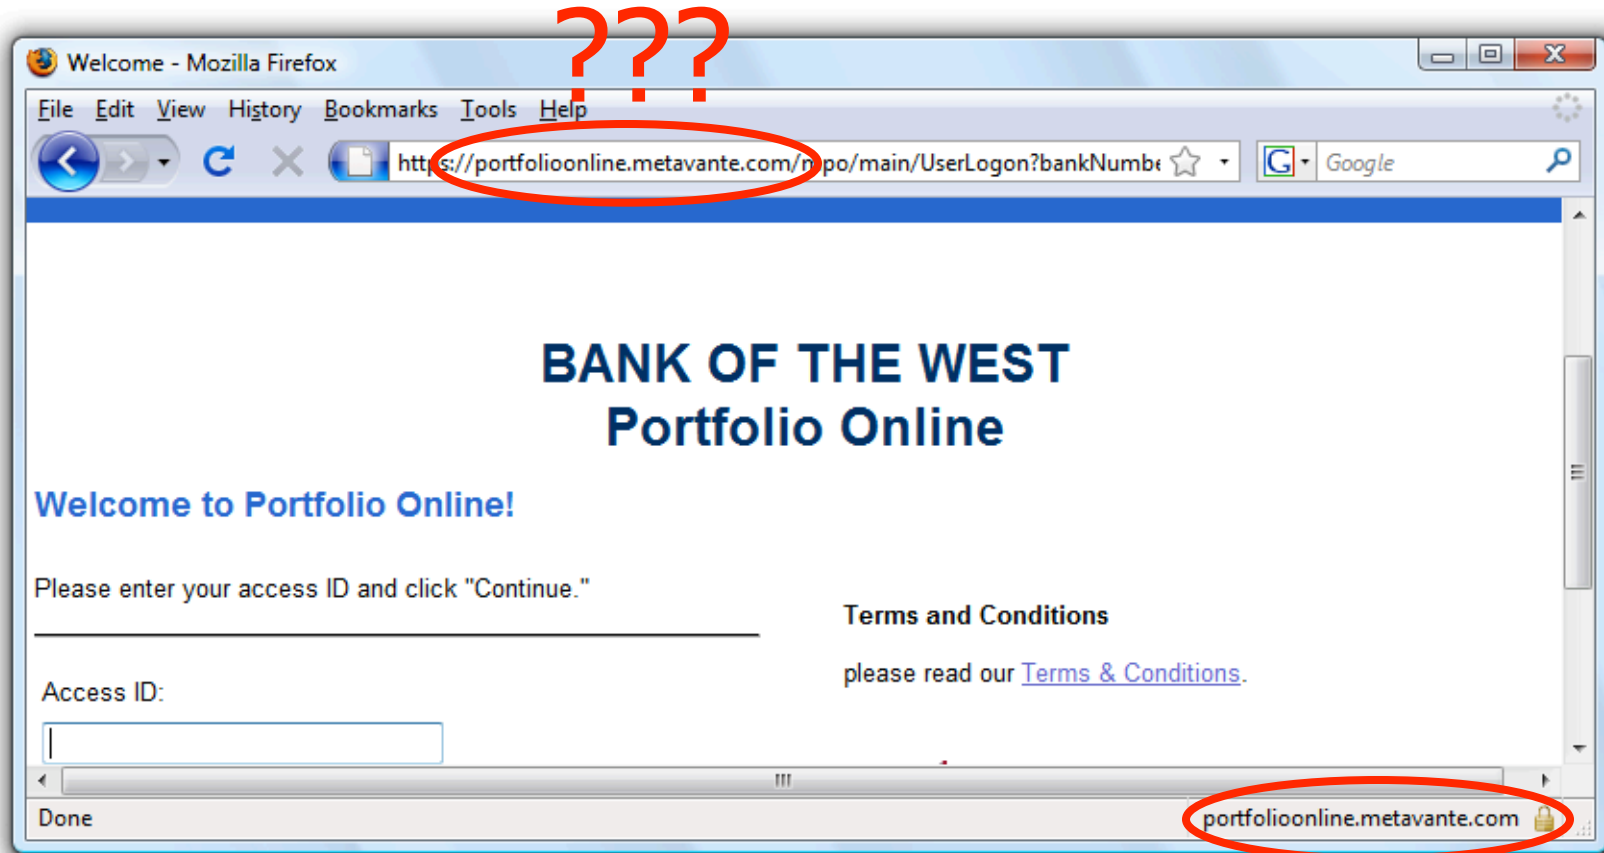 ???
Welcome - Mozilla Firefox
File Edit View History Bookmarks Tools Help
https://portfolioonline.metavante.com/mpo/main/UserLogon?bankNumbe
G Google
BANK OF THE WEST
Portfolio Online
Welcome to Portfolio Online!
Please enter your access ID and click "Continue."
Terms and Conditions
please read our Terms & Conditions.
Access ID:
Done
portfolioonline.metavante.com